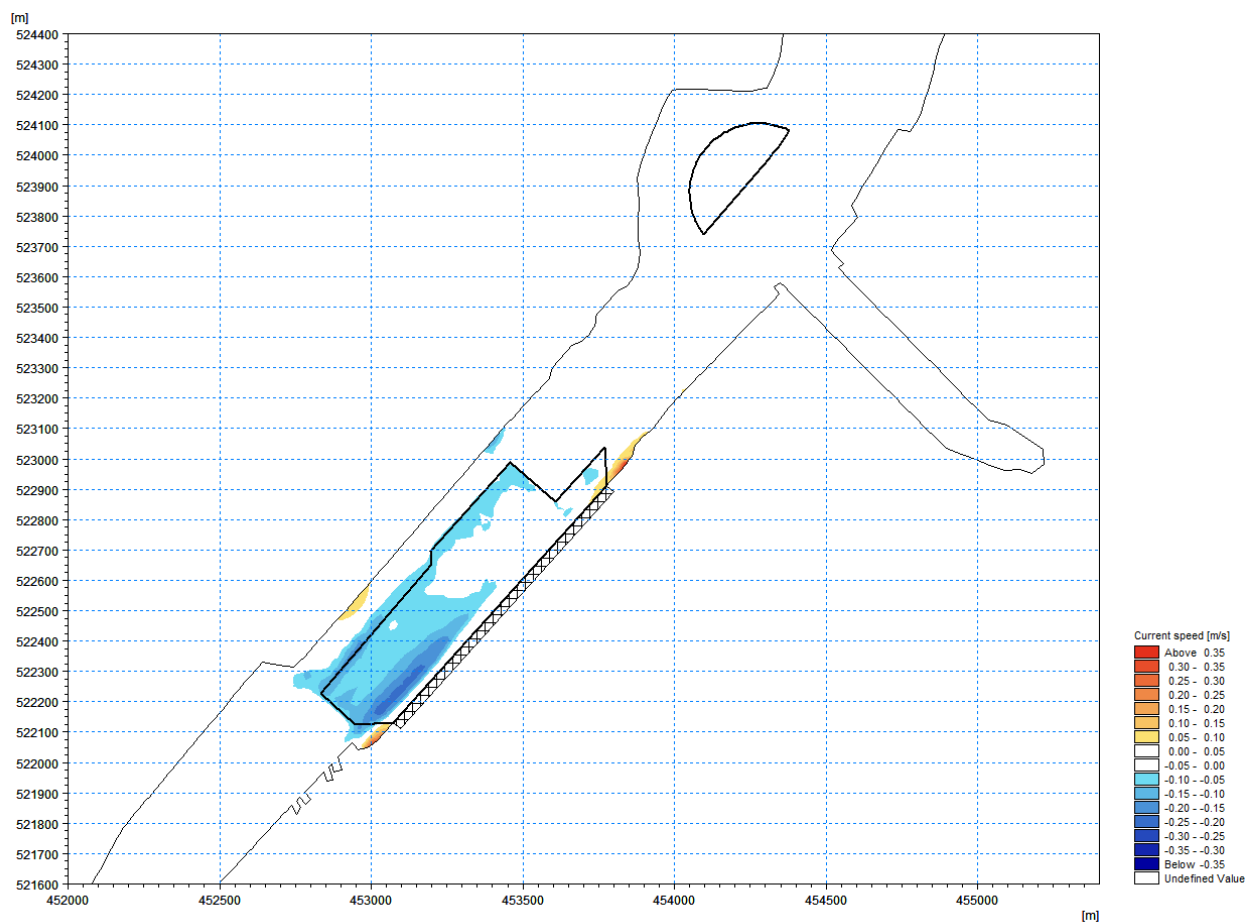 [m]
524400
524300
524200
524100
524000
523900
523800
523700
523600
523500
523400
523300
523200
523100
523000
522900
522800
522700
522600
522500
522400
522300
522200
522100
522000
521900
521800
521700
521600
452000 452500 453000 453500 454000 454500 455000
[m]
Current speed [m/s]
Above 0.35
0.30 - 0.35
0.25 - 0.30
0.20 - 0.25
0.15 - 0.20
0.10 - 0.15
0.05 - 0.10
0.00 - 0.05
-0.05 - 0.00
-0.10 - -0.05
-0.15 - -0.10
-0.20 - -0.15
-0.25 - -0.20
-0.30 - -0.25
-0.35 - -0.30
Below -0.35
Undefined Value